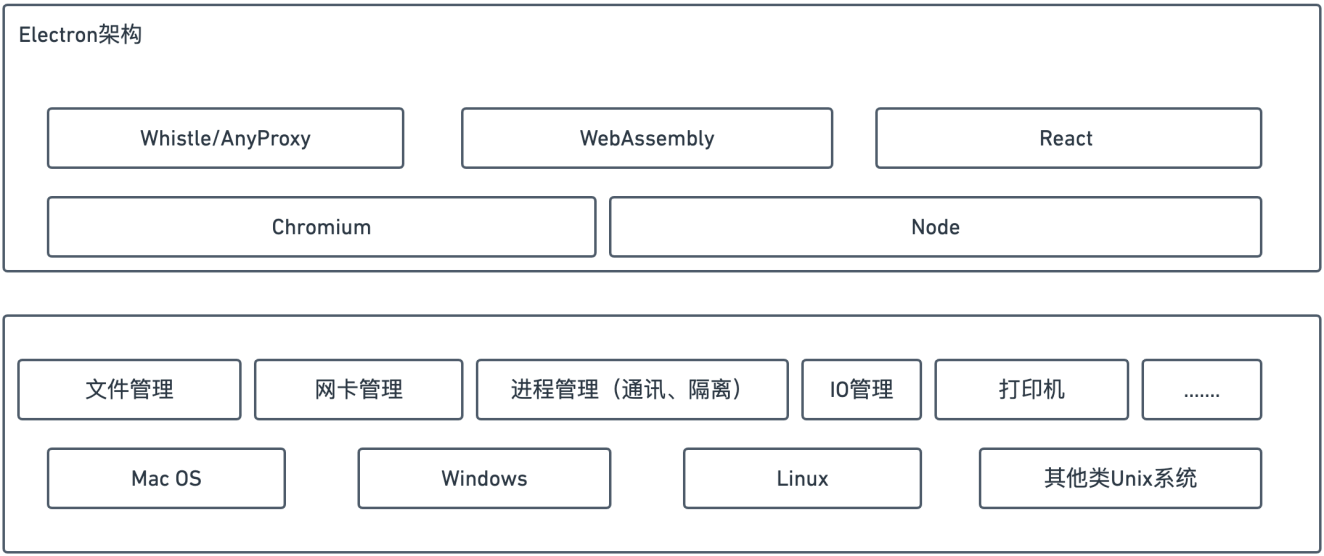 Electron架构
Whistle/AnyProxy
WebAssembly
React
Chromium
Node
文件管理
网卡管理
进程管理（通讯、隔离）
IO管理
打印机
.......
Mac OS
Windows
Linux
其他类Unix系统